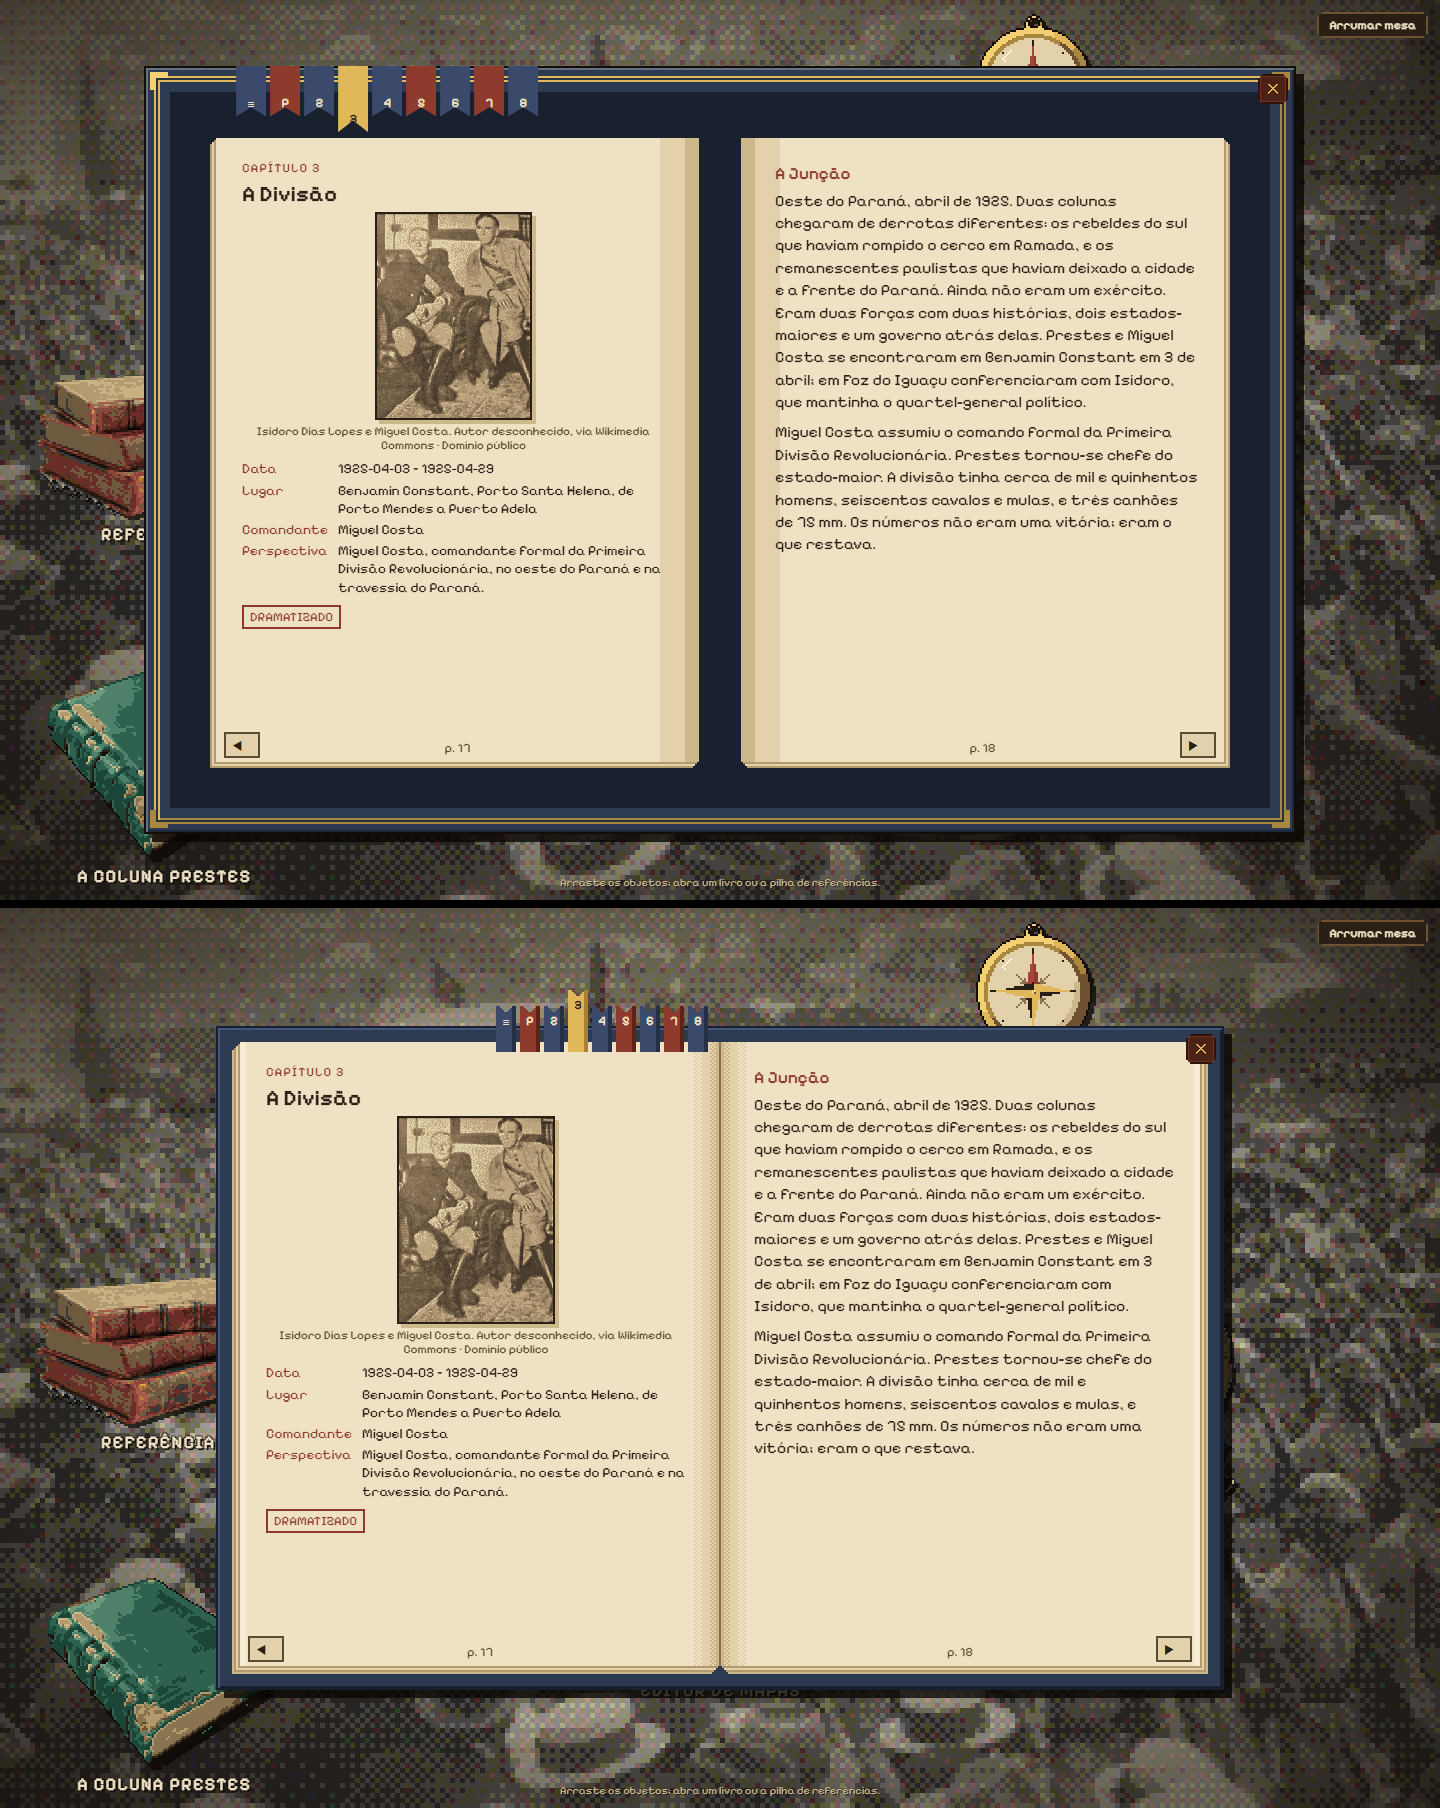 Arrumar mesa
≡ P 2 3 4 5 6 7 8
CAPÍTULO 3
A Divisão
Isidoro Dias Lopes e Miguel Costa. Autor desconhecido, via Wikimedia
Commons · Domínio público
Data 1925-04-03 - 1925-04-29
Lugar Benjamin Constant, Porto Santa Helena, de
Porto Mendes a Puerto Adela
Comandante Miguel Costa
Perspectiva Miguel Costa, comandante formal da Primeira
Divisão Revolucionária, no oeste do Paraná e na
travessia do Paraná.
DRAMATIZADO
◀
p. 17
A Junção
Oeste do Paraná, abril de 1925. Duas colunas
chegaram de derrotas diferentes: os rebeldes do sul
que haviam rompido o cerco em Ramada, e os
remanescentes paulistas que haviam deixado a cidade
e a frente do Paraná. Ainda não eram um exército.
Eram duas forças com duas histórias, dois estados-
maiores e um governo atrás delas. Prestes e Miguel
Costa se encontraram em Benjamin Constant em 3 de
abril; em Foz do Iguaçu conferenciaram com Isidoro,
que mantinha o quartel-general político.
Miguel Costa assumiu o comando formal da Primeira
Divisão Revolucionária. Prestes tornou-se chefe do
estado-maior. A divisão tinha cerca de mil e quinhentos
homens, seiscentos cavalos e mulas, e três canhões
de 75 mm. Os números não eram uma vitória; eram o
que restava.
p. 18
▶
REFE
A COLUNA PRESTES
Arraste os objetos; abra um livro ou a pilha de referências.
Arrumar mesa
≡ P 2 3 4 5 6 7 8
CAPÍTULO 3
A Divisão
Isidoro Dias Lopes e Miguel Costa. Autor desconhecido, via Wikimedia
Commons · Domínio público
Data 1925-04-03 - 1925-04-29
Lugar Benjamin Constant, Porto Santa Helena, de
Porto Mendes a Puerto Adela
Comandante Miguel Costa
Perspectiva Miguel Costa, comandante formal da Primeira
Divisão Revolucionária, no oeste do Paraná e na
travessia do Paraná.
DRAMATIZADO
◀
p. 17
A Junção
Oeste do Paraná, abril de 1925. Duas colunas
chegaram de derrotas diferentes: os rebeldes do sul
que haviam rompido o cerco em Ramada, e os
remanescentes paulistas que haviam deixado a cidade
e a frente do Paraná. Ainda não eram um exército.
Eram duas forças com duas histórias, dois estados-
maiores e um governo atrás delas. Prestes e Miguel
Costa se encontraram em Benjamin Constant em 3
de abril; em Foz do Iguaçu conferenciaram com
Isidoro, que mantinha o quartel-general político.
Miguel Costa assumiu o comando formal da Primeira
Divisão Revolucionária. Prestes tornou-se chefe do
estado-maior. A divisão tinha cerca de mil e
quinhentos homens, seiscentos cavalos e mulas, e
três canhões de 75 mm. Os números não eram uma
vitória; eram o que restava.
p. 18
▶
REFERÊNCIA
EDITOR DE MAPAS
A COLUNA PRESTES
Arraste os objetos; abra um livro ou a pilha de referências.